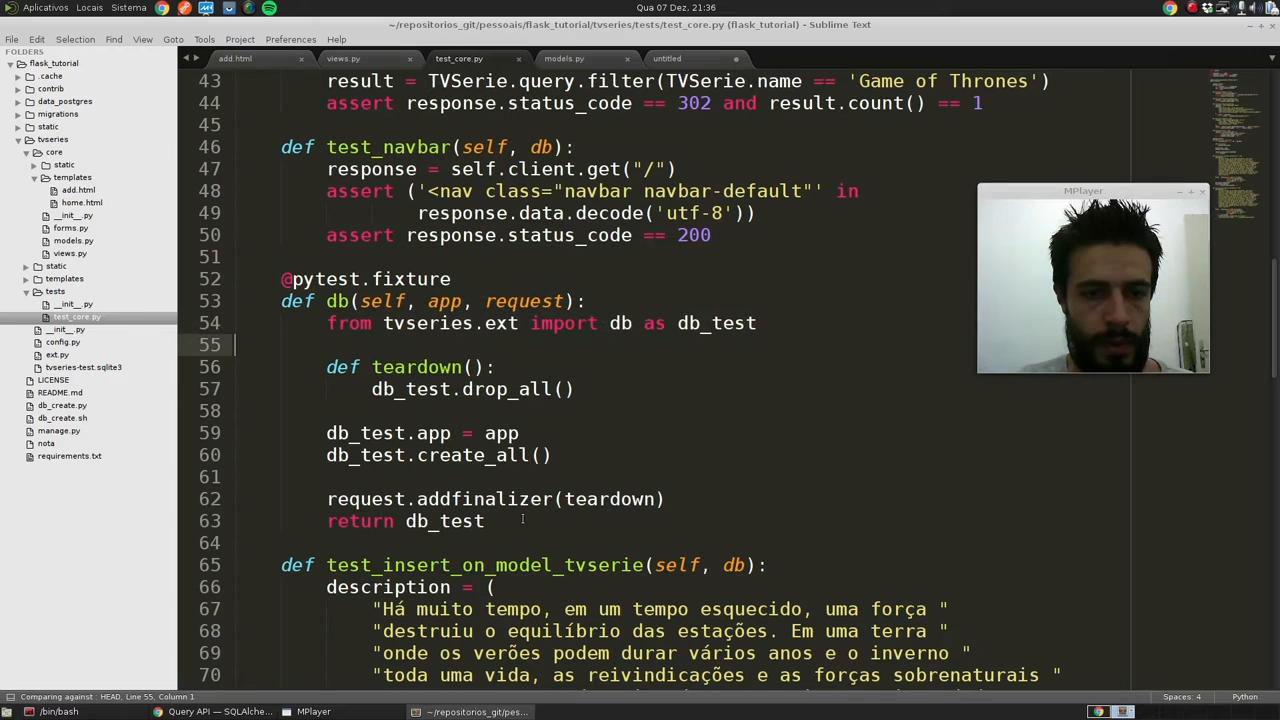 Aplicativos Locais Sistema
Qua 07 Dez, 21:36
~/repositorios_git/pessoais/flask_tutorial/tvseries/tests/test_core.py (flask_tutorial) - Sublime Text
File Edit Selection Find View Goto Tools Project Preferences Help
FOLDERS
flask_tutorial
.cache
contrib
data_postgres
migrations
static
tvseries
core
static
templates
add.html
home.html
__init__.py
forms.py
models.py
views.py
static
templates
tests
__init__.py
test_core.py
__init__.py
config.py
ext.py
tvseries-test.sqlite3
LICENSE
README.md
db_create.py
db_create.sh
manage.py
nota
requirements.txt
add.html views.py test_core.py models.py untitled
43 result = TVSerie.query.filter(TVSerie.name == 'Game of Thrones')
44 assert response.status_code == 302 and result.count() == 1
45
46 def test_navbar(self, db):
47 response = self.client.get("/")
48 assert ('<nav class="navbar navbar-default"' in
49 response.data.decode('utf-8'))
50 assert response.status_code == 200
51
52 @pytest.fixture
53 def db(self, app, request):
54 from tvseries.ext import db as db_test
55
56 def teardown():
57 db_test.drop_all()
58
59 db_test.app = app
60 db_test.create_all()
61
62 request.addfinalizer(teardown)
63 return db_test
64
65 def test_insert_on_model_tvserie(self, db):
66 description = (
67 "Há muito tempo, em um tempo esquecido, uma força "
68 "destruiu o equilíbrio das estações. Em uma terra "
69 "onde os verões podem durar vários anos e o inverno "
70 "toda uma vida, as reivindicações e as forças sobrenaturais "
MPlayer
Comparing against : HEAD, Line 55, Column 1
Spaces: 4
Python
/bin/bash
Query API — SQLAlche...
MPlayer
~/repositorios_git/pes...